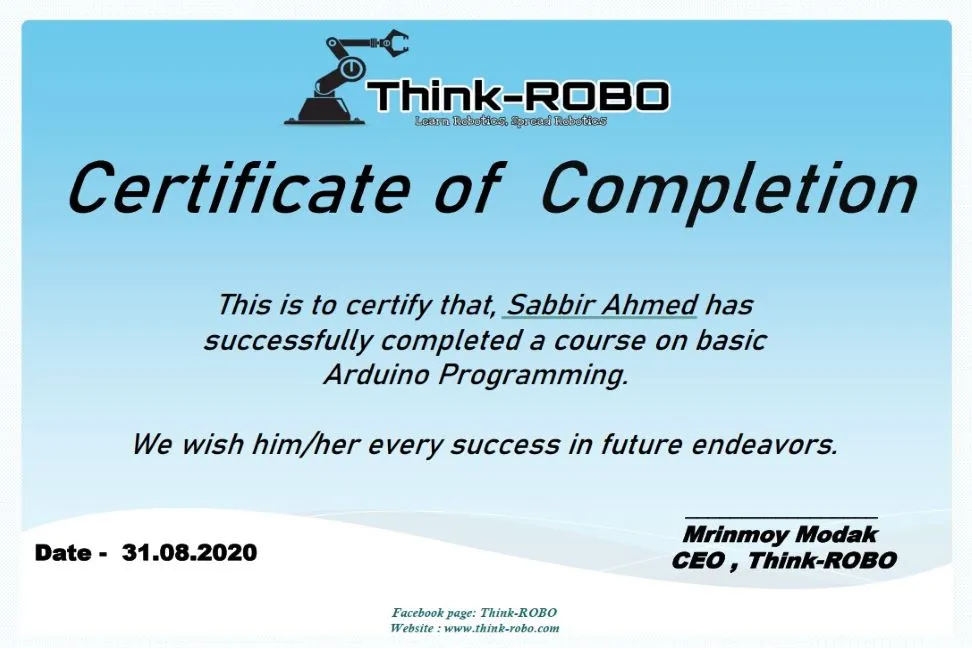 Think-ROBO
Learn Robotics, Spread Robotics
Certificate of Completion
This is to certify that, Sabbir Ahmed has
successfully completed a course on basic
Arduino Programming.
We wish him/her every success in future endeavors.
Date - 31.08.2020
Mrinmoy Modak
CEO , Think-ROBO
Facebook page: Think-ROBO
Website : www.think-robo.com